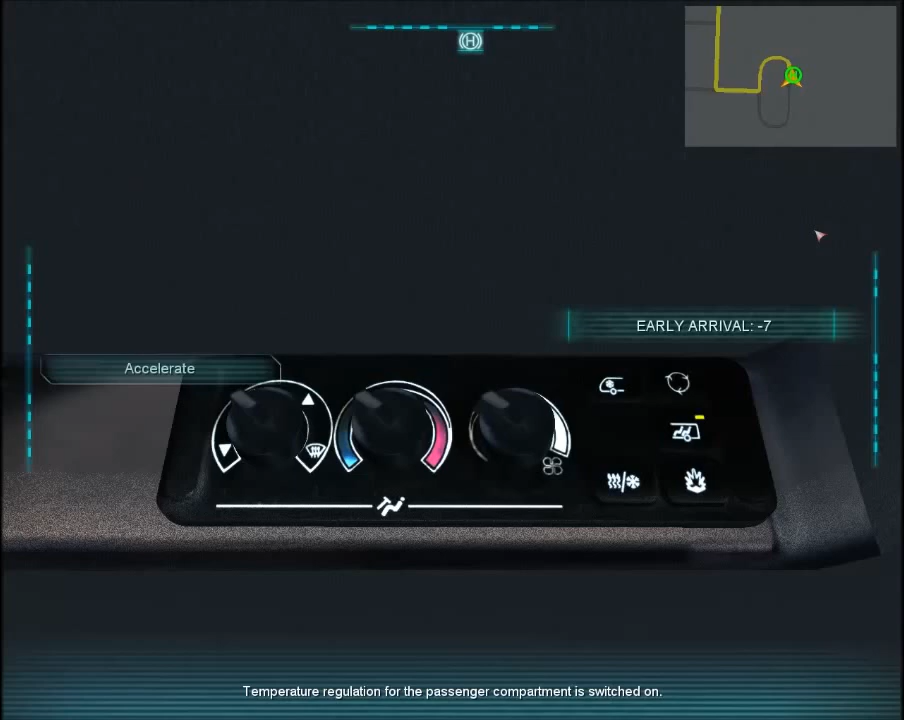 EARLY ARRIVAL: -7
Accelerate
Temperature regulation for the passenger compartment is switched on.